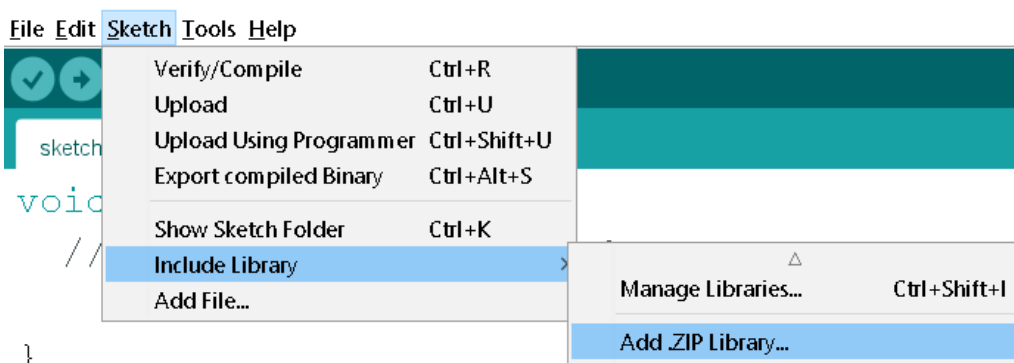 File Edit Sketch Tools Help
Verify/Compile Ctrl+R
Upload Ctrl+U
Upload Using Programmer Ctrl+Shift+U
sketch
Export compiled Binary Ctrl+Alt+S
voic
Show Sketch Folder Ctrl+K
//
Include Library
Manage Libraries... Ctrl+Shift+I
Add File...
Add .ZIP Library...
}